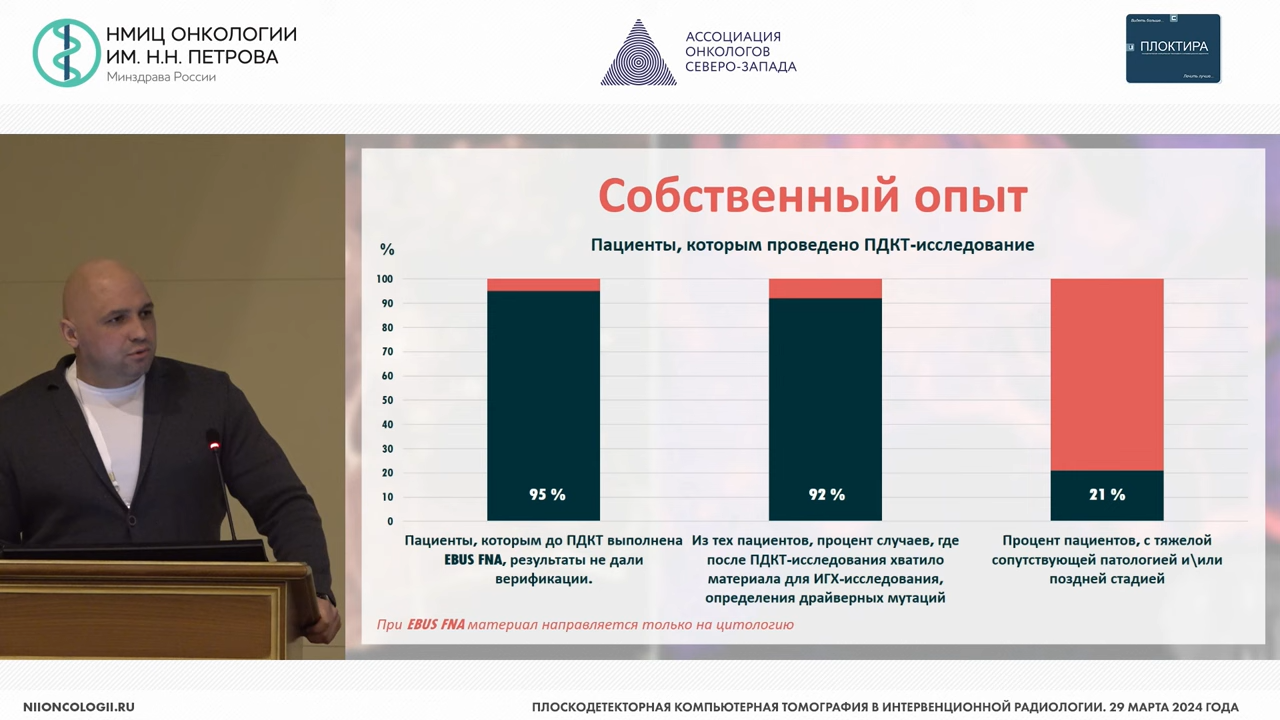 НМИЦ ОНКОЛОГИИ
ИМ. Н.Н. ПЕТРОВА
Минздрава России
АССОЦИАЦИЯ
ОНКОЛОГОВ
СЕВЕРО-ЗАПАДА
Видеть больше...
ПЛОКТИРА
Лечить лучше...
Собственный опыт
Пациенты, которым проведено ПДКТ-исследование
%
100
90
80
70
60
50
40
30
20
10
0
95 %
92 %
21 %
Пациенты, которым до ПДКТ выполнена
EBUS FNA, результаты не дали
верификации.
Из тех пациентов, процент случаев, где
после ПДКТ-исследования хватило
материала для ИГХ-исследования,
определения драйверных мутаций
Процент пациентов, с тяжелой
сопутствующей патологией и\или
поздней стадией
При EBUS FNA материал направляется только на цитологию
NIIONCOLOGII.RU
ПЛОСКОДЕТЕКТОРНАЯ КОМПЬЮТЕРНАЯ ТОМОГРАФИЯ В ИНТЕРВЕНЦИОННОЙ РАДИОЛОГИИ. 29 МАРТА 2024 ГОДА